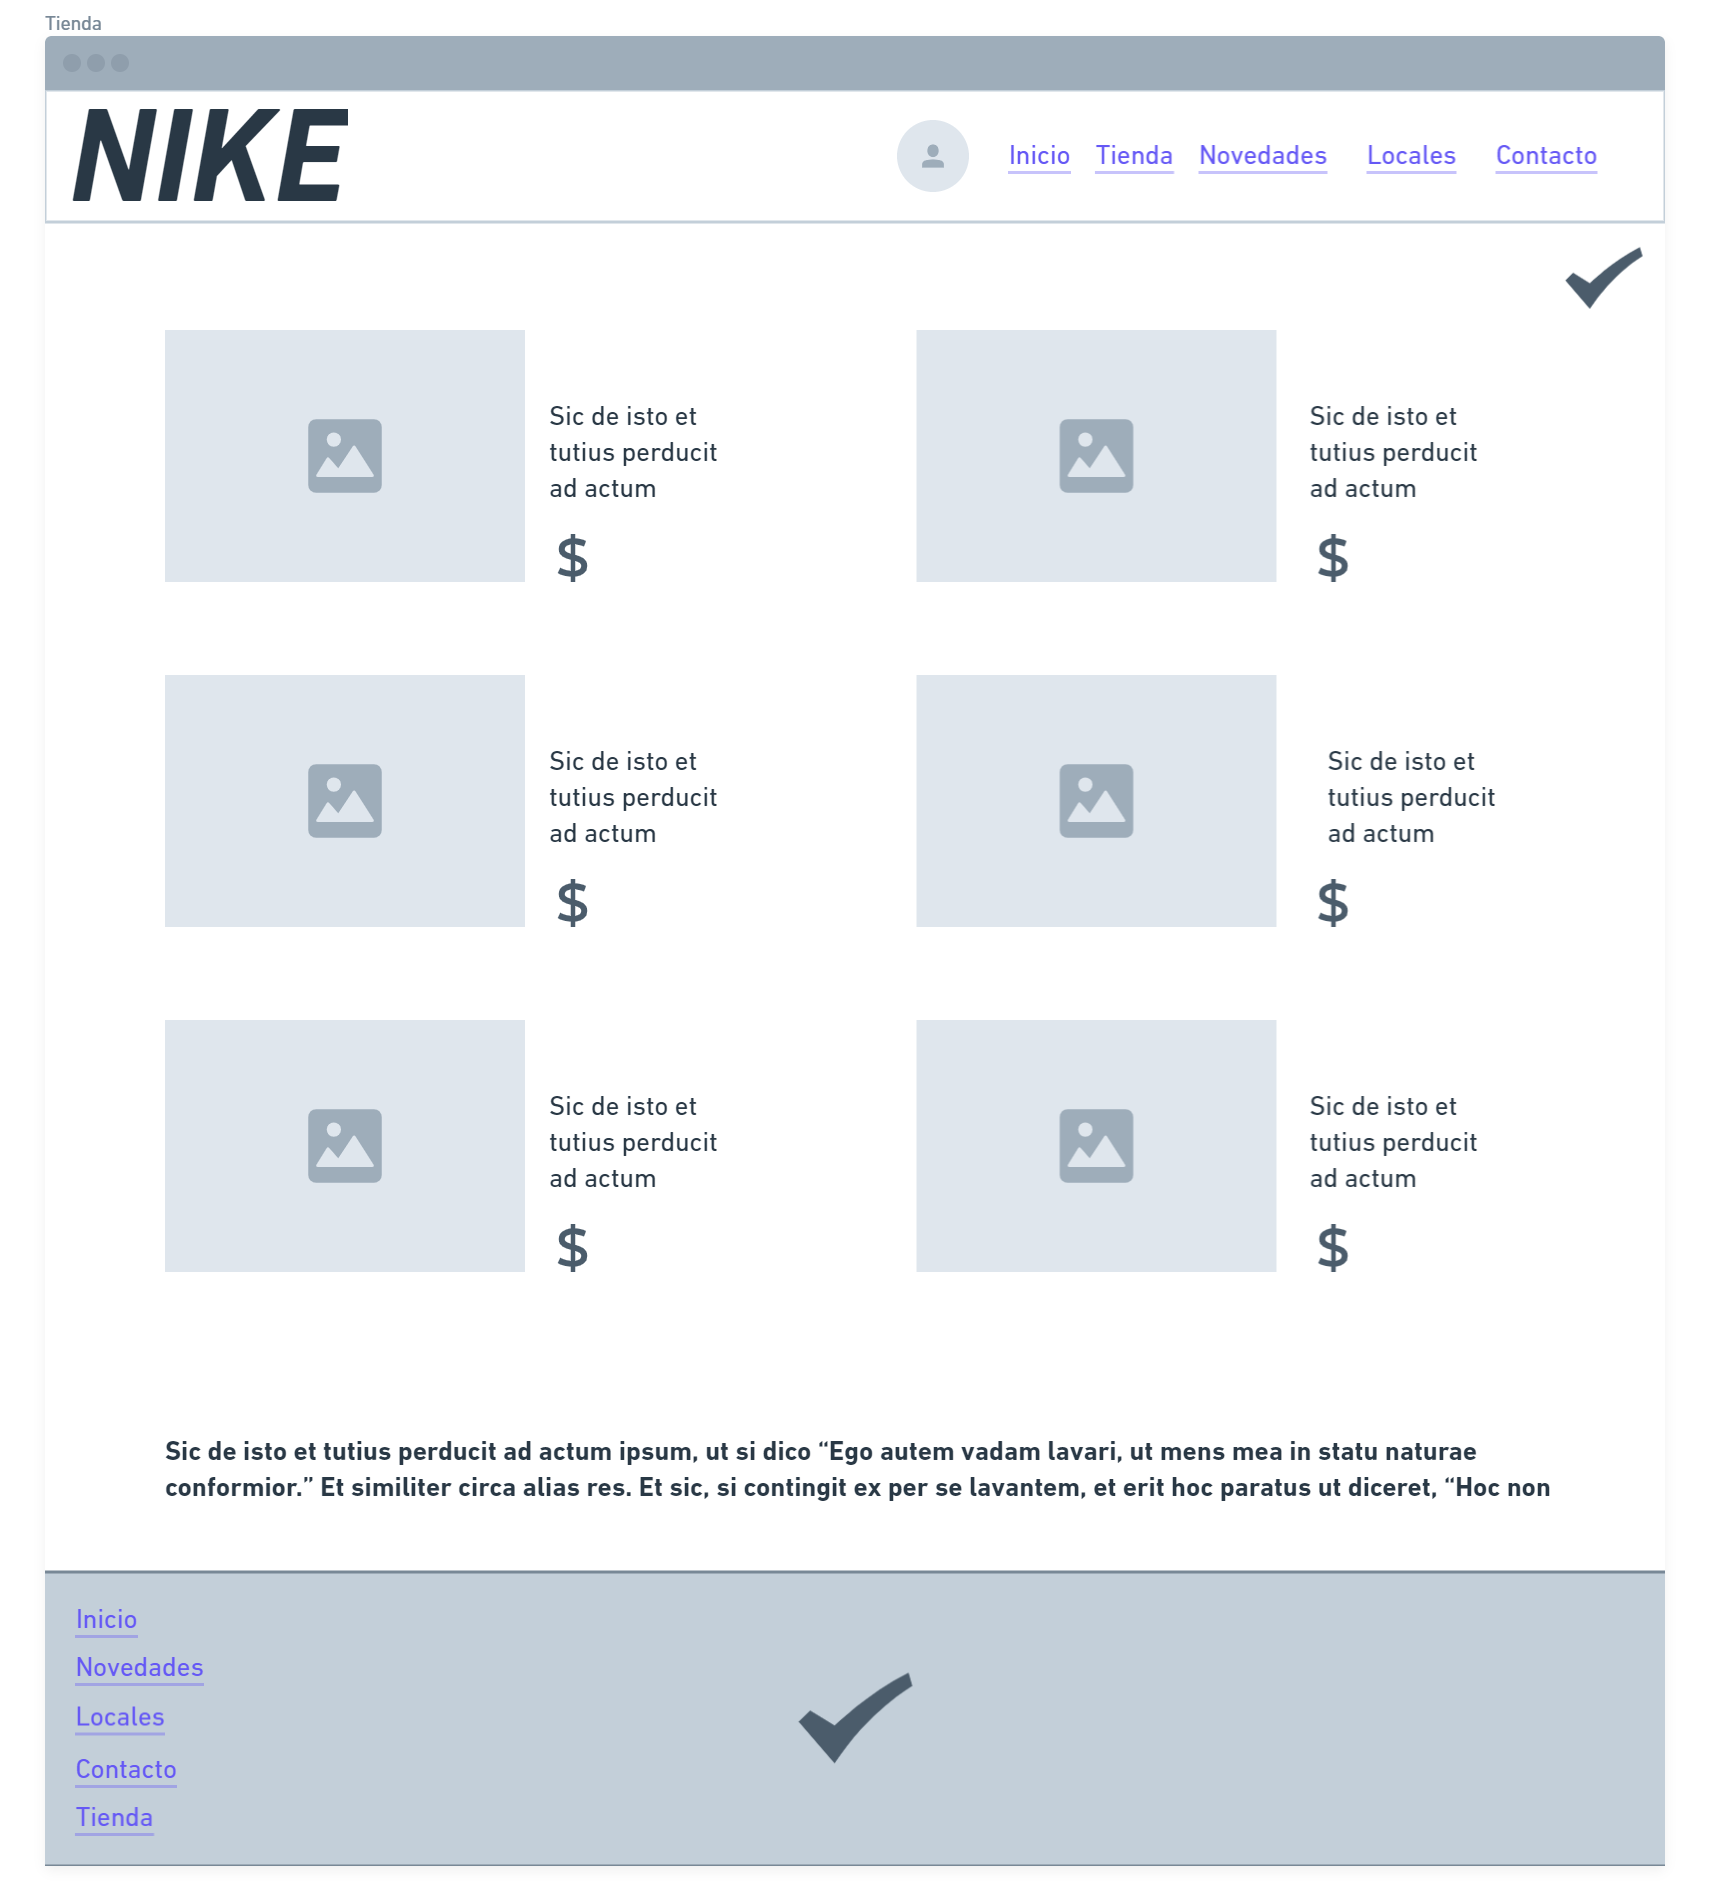 Tienda
NIKE
Inicio Tienda Novedades Locales Contacto
Sic de isto et
tutius perducit
ad actum
$
Sic de isto et
tutius perducit
ad actum
$
Sic de isto et
tutius perducit
ad actum
$
Sic de isto et
tutius perducit
ad actum
$
Sic de isto et
tutius perducit
ad actum
$
Sic de isto et
tutius perducit
ad actum
$
Sic de isto et tutius perducit ad actum ipsum, ut si dico “Ego autem vadam lavari, ut mens mea in statu naturae
conformior.” Et similiter circa alias res. Et sic, si contingit ex per se lavantem, et erit hoc paratus ut diceret, “Hoc non
Inicio
Novedades
Locales
Contacto
Tienda